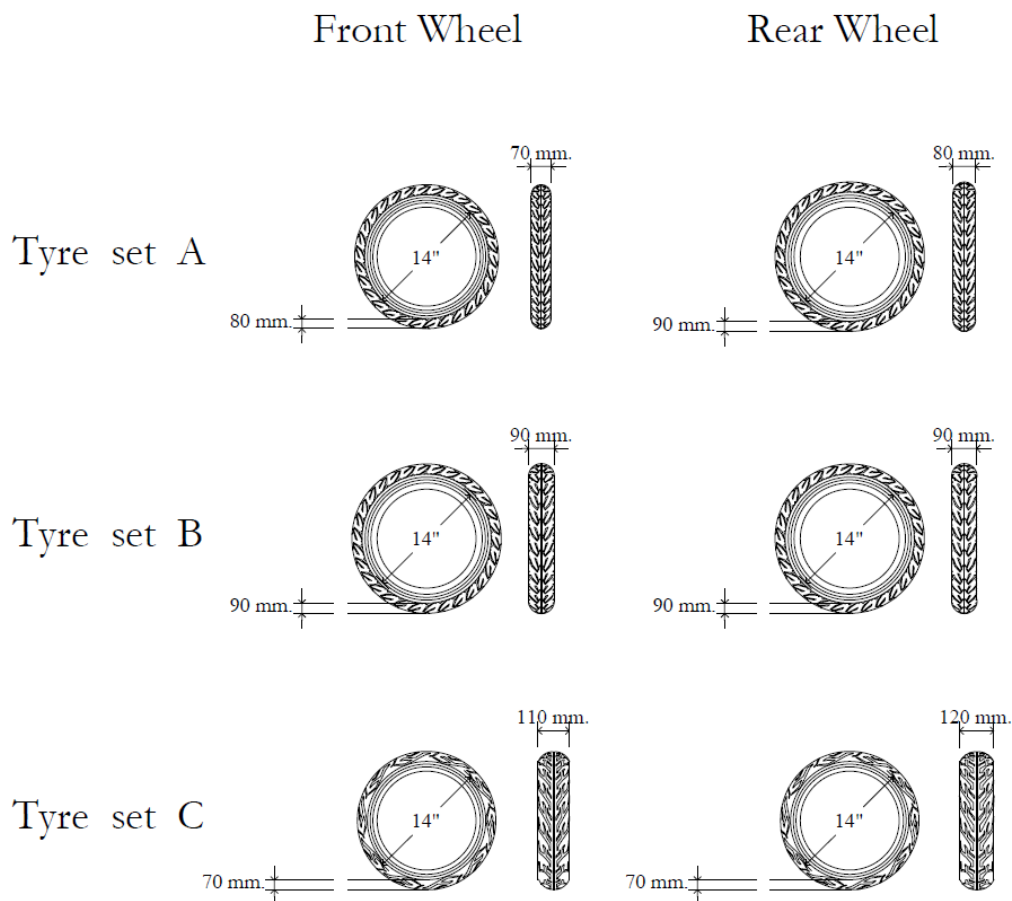 Front Wheel Rear Wheel
70 mm. 80 mm.
Tyre set A 14" 14"
80 mm. 90 mm.
90 mm. 90 mm.
Tyre set B 14" 14"
90 mm. 90 mm.
110 mm. 120 mm.
Tyre set C 14" 14"
70 mm. 70 mm.